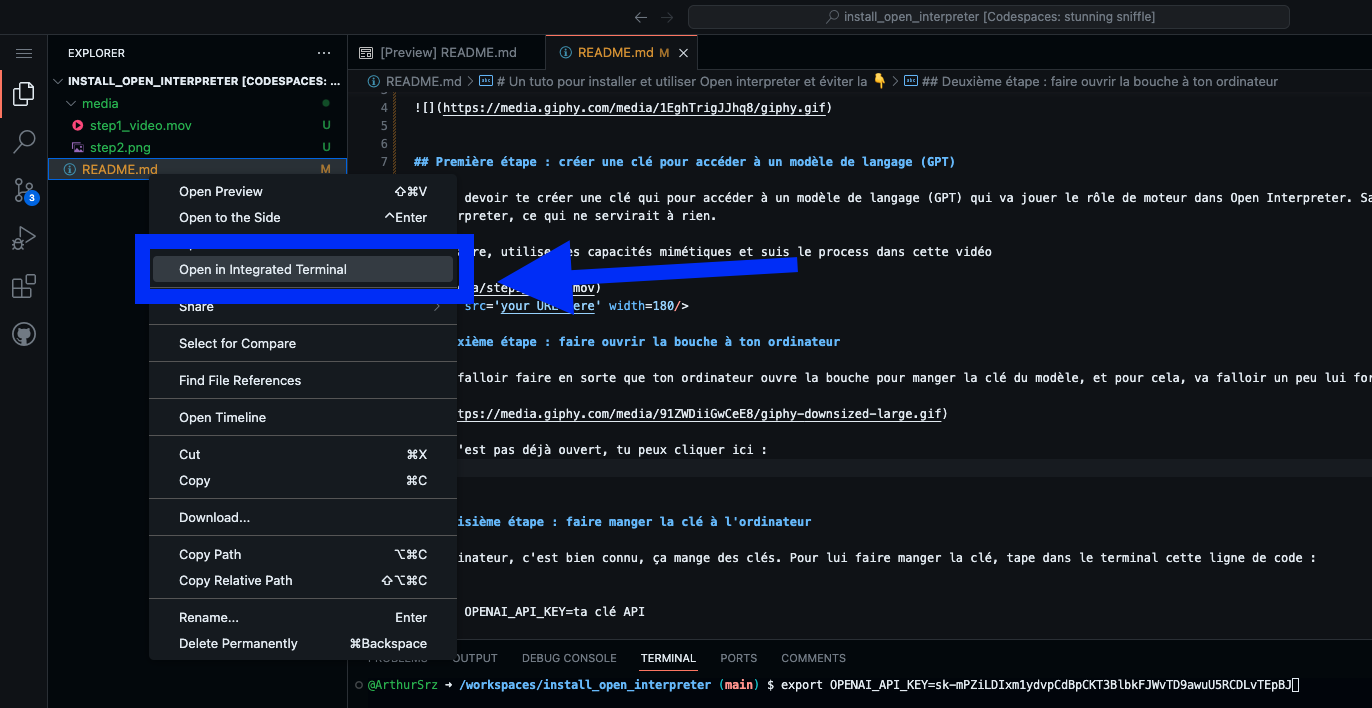 install_open_interpreter [Codespaces: stunning sniffle]
EXPLORER
INSTALL_OPEN_INTERPRETER [CODESPACES: ...
media
step1_video.mov U
step2.png U
README.md M
3
[Preview] README.md
README.md M
README.md > # Un tuto pour installer et utiliser Open interpreter et éviter la 👇 > ## Deuxième étape : faire ouvrir la bouche à ton ordinateur
4 ![](https://media.giphy.com/media/1EghTrigJJhq8/giphy.gif)
5
6
7 ## Première étape : créer une clé pour accéder à un modèle de langage (GPT)
devoir te créer une clé qui pour accéder à un modèle de langage (GPT) qui va jouer le rôle de moteur dans Open Interpreter. Sa
rpreter, ce qui ne servirait à rien.
re, utilise capacités mimétiques et suis le process dans cette vidéo
mov)
src='your URL here' width=180/>
xième étape : faire ouvrir la bouche à ton ordinateur
falloir faire en sorte que ton ordinateur ouvre la bouche pour manger la clé du modèle, et pour cela, va falloir un peu lui for
tps://media.giphy.com/media/91ZWDiiGwCeE8/giphy-downsized-large.gif)
'est pas déjà ouvert, tu peux cliquer ici :
isième étape : faire manger la clé à l'ordinateur
inateur, c'est bien connu, ça mange des clés. Pour lui faire manger la clé, tape dans le terminal cette ligne de code :
OPENAI_API_KEY=ta clé API
Open Preview ⇧⌘V
Open to the Side ^Enter
Open in Integrated Terminal
Share
Select for Compare
Find File References
Open Timeline
Cut ⌘X
Copy ⌘C
Download...
Copy Path ⌥⌘C
Copy Relative Path ⇧⌥⌘C
Rename... Enter
Delete Permanently ⌘Backspace
PROBLEMS OUTPUT DEBUG CONSOLE TERMINAL PORTS COMMENTS
@ArthurSrz ➜ /workspaces/install_open_interpreter (main) $ export OPENAI_API_KEY=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